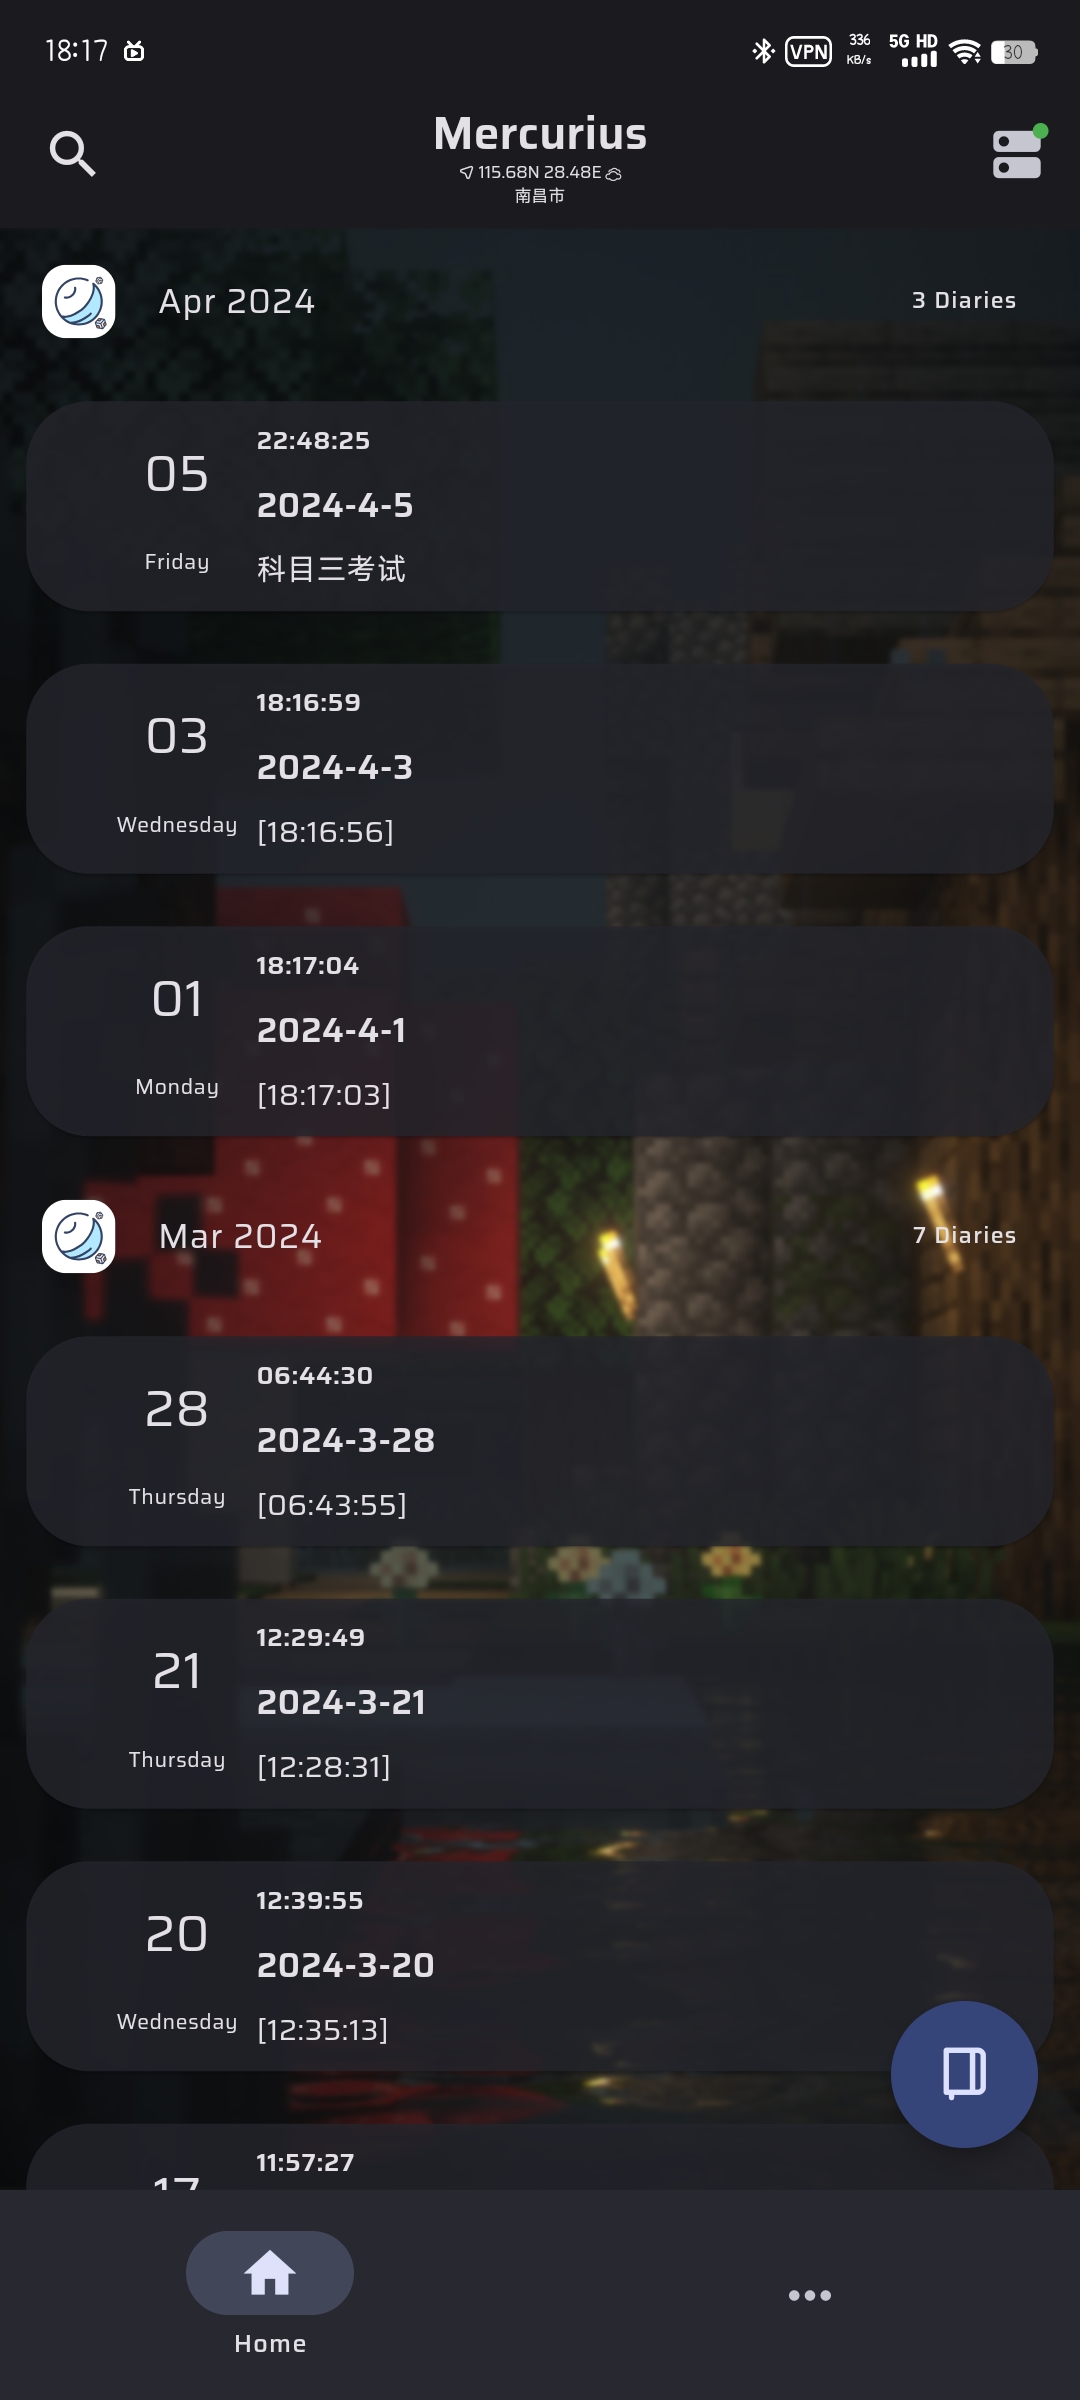 18:17
VPN
336
KB/s
5G HD
30
Mercurius
115.68N 28.48E
南昌市
Apr 2024
3 Diaries
05
Friday
22:48:25
2024-4-5
科目三考试
03
Wednesday
18:16:59
2024-4-3
[18:16:56]
01
Monday
18:17:04
2024-4-1
[18:17:03]
Mar 2024
7 Diaries
28
Thursday
06:44:30
2024-3-28
[06:43:55]
21
Thursday
12:29:49
2024-3-21
[12:28:31]
20
Wednesday
12:39:55
2024-3-20
[12:35:13]
17
11:57:27
Home